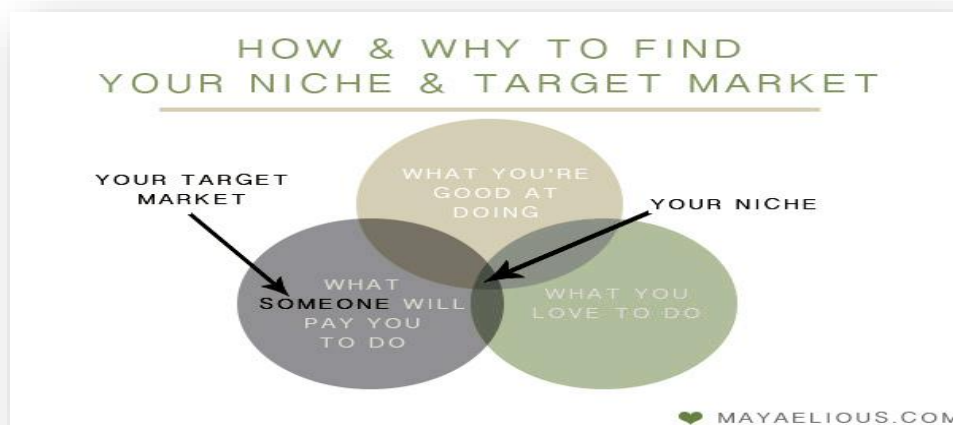 HOW & WHY TO FIND
YOUR NICHE & TARGET MARKET
YOUR TARGET
MARKET
WHAT YOU'RE
GOOD AT
DOING
YOUR NICHE
WHAT
SOMEONE WILL
PAY YOU
TO DO
WHAT YOU
LOVE TO DO
MAYAELIOUS.COM